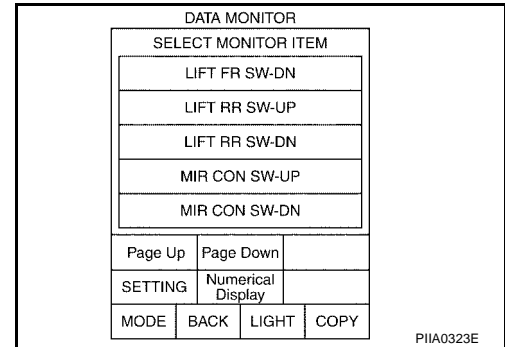 DATA MONITOR
SELECT MONITOR ITEM
LIFT FR SW-DN
LIFT RR SW-UP
LIFT RR SW-DN
MIR CON SW-UP
MIR CON SW-DN
Page Up Page Down
SETTING Numerical
Display
MODE BACK LIGHT COPY
PIIA0323E